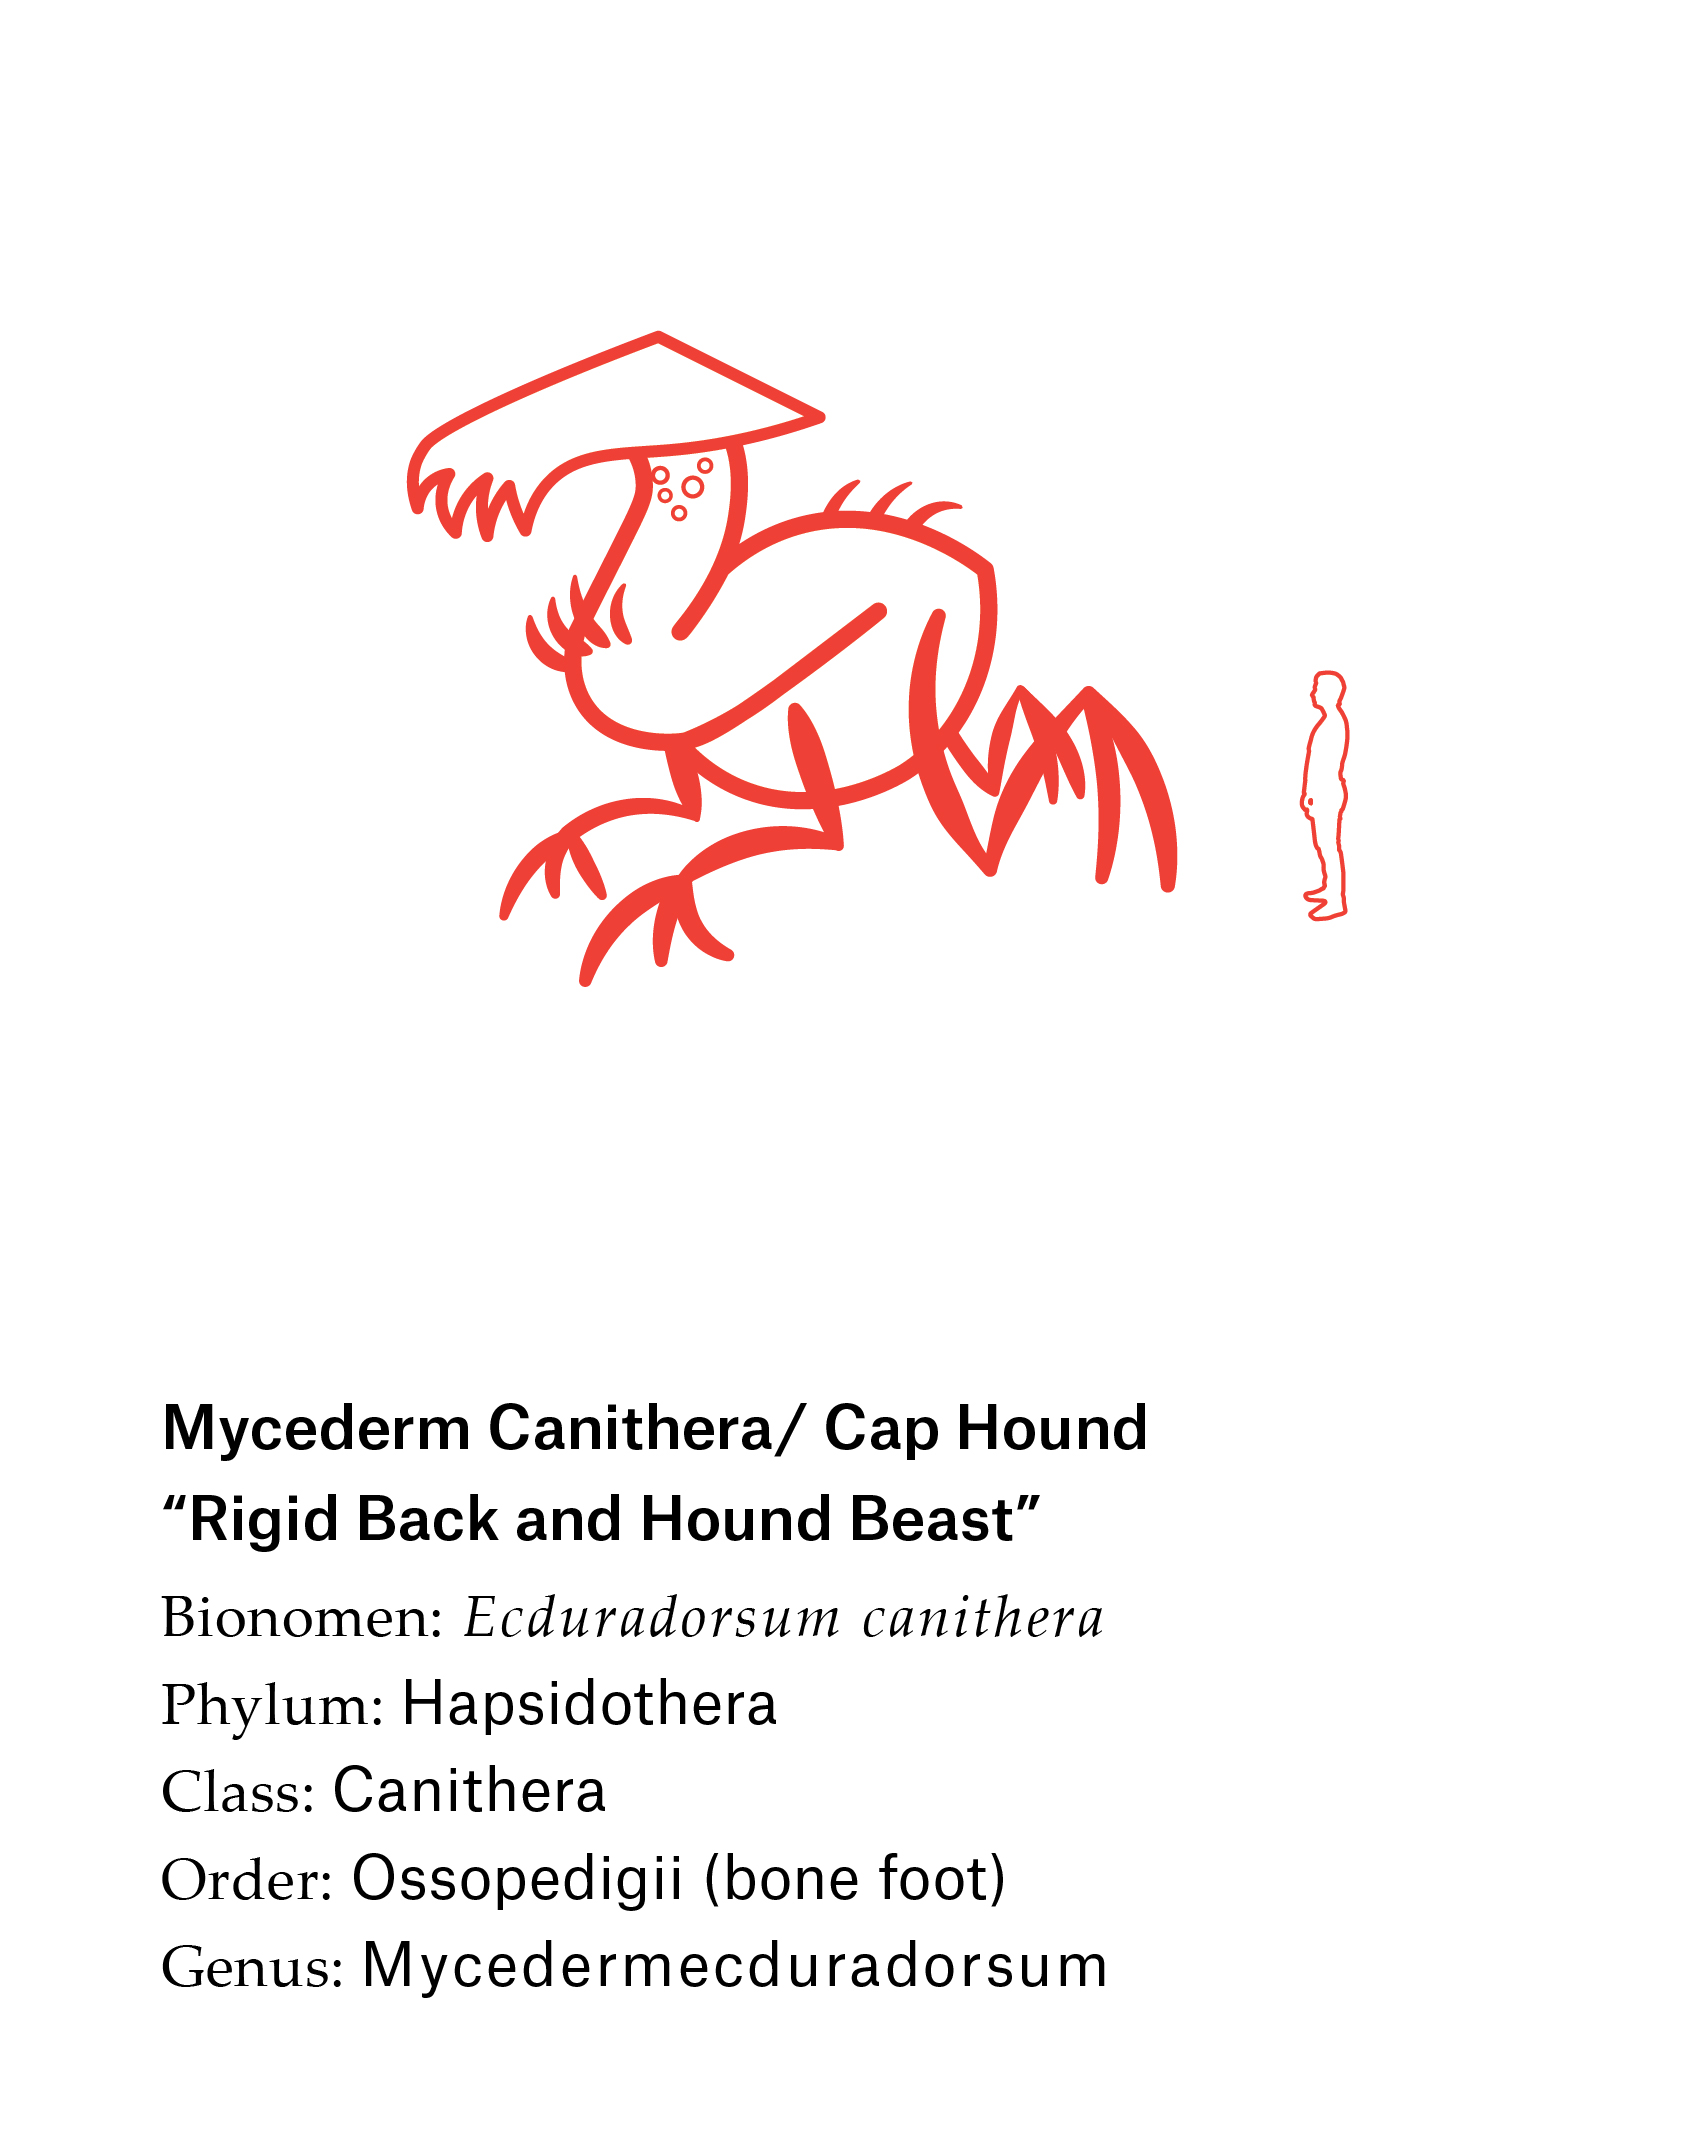 Mycederm Canithera/ Cap Hound
“Rigid Back and Hound Beast”
Bionomen: Ecduradorsum canithera
Phylum: Hapsidothera
Class: Canithera
Order: Ossopedigii (bone foot)
Genus: Mycedermecduradorsum